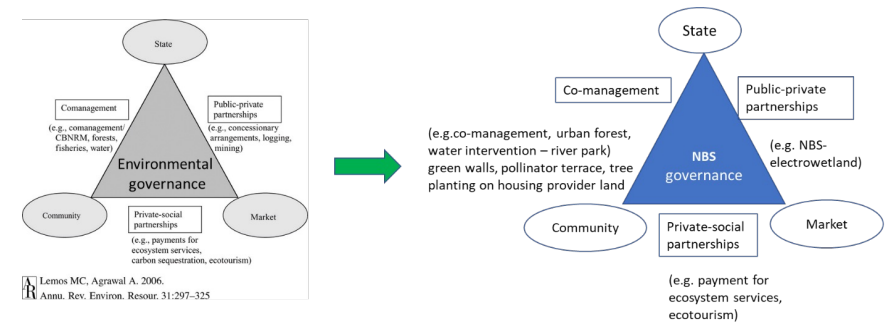 State
Comanagement
(e.g., comanagement/
CBNRM, forests,
fisheries, water)
Public-private
partnerships
(e.g., concessionary
arrangements, logging,
mining)
Environmental
governance
Community
Private-social
partnerships
(e.g., payments for
ecosystem services,
carbon sequestration, ecotourism)
Market
AR Lemos MC, Agrawal A. 2006.
Annu. Rev. Environ. Resour. 31:297–325
State
Co-management
(e.g.co-management, urban forest,
water intervention – river park)
green walls, pollinator terrace, tree
planting on housing provider land
Public-private
partnerships
(e.g. NBS-
electrowetland)
NBS
governance
Community
Private-social
partnerships
(e.g. payment for
ecosystem services,
ecotourism)
Market